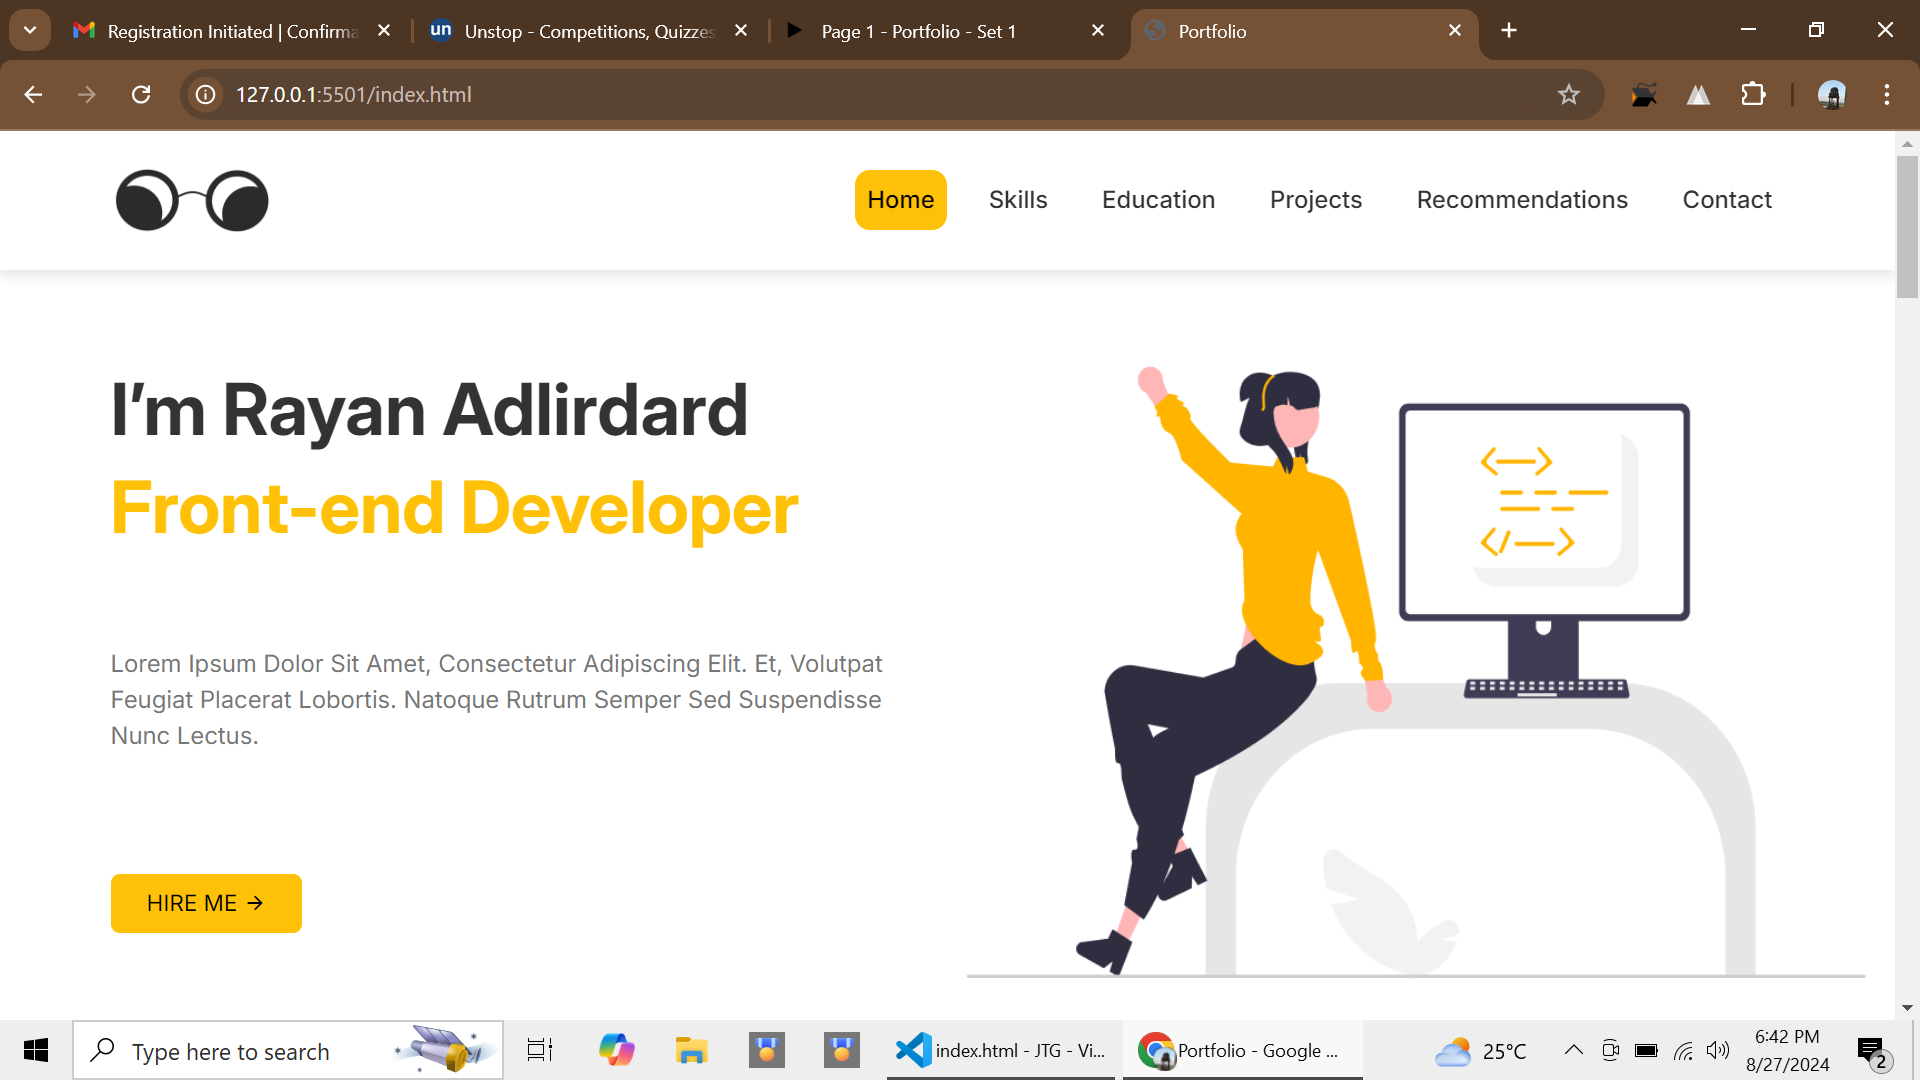 Registration Initiated | Confirma
un
Unstop - Competitions, Quizzes
Page 1 - Portfolio - Set 1
Portfolio
127.0.0.1:5501/index.html
Home
Skills
Education
Projects
Recommendations
Contact
I'm Rayan Adlirdard
Front-end Developer
Lorem Ipsum Dolor Sit Amet, Consectetur Adipiscing Elit. Et, Volutpat
Feugiat Placerat Lobortis. Natoque Rutrum Semper Sed Suspendisse
Nunc Lectus.
HIRE ME →
Type here to search
index.html - JTG - Vi...
Portfolio - Google ...
25°C
6:42 PM
8/27/2024
2